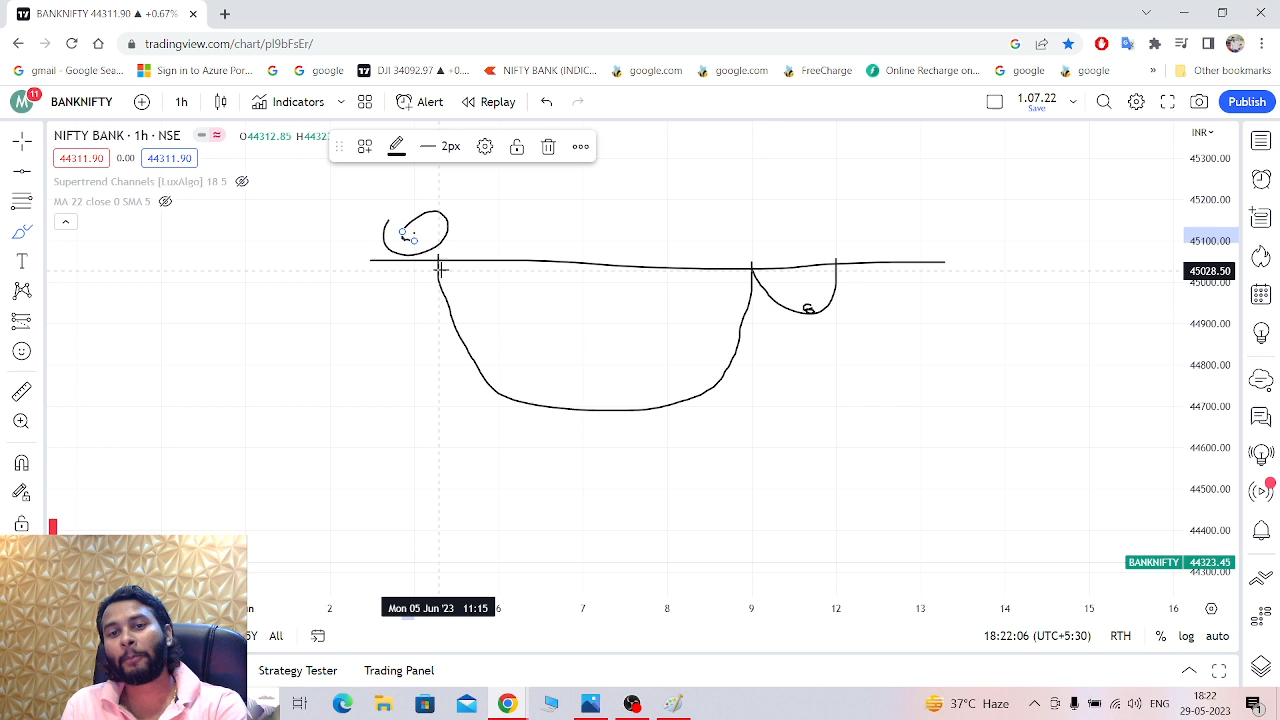 BANKNIFTY 44311.90 ▲ +0.67%
tradingview.com/chart/pl9bFsEr/
gmail - Google.... Sign in to Azure Por... G google DJI 34092.97 ▲ +0... NIFTY BANK (INDIC... google.com google.com FreeCharge Online Recharge on... google » Other bookmarks
M 11 BANKNIFTY 1h Indicators Alert Replay 1.07.22 Save Publish
NIFTY BANK · 1h · NSE O44312.85 INR
2px
44311.90 0.00 44311.90
Supertrend Channels [LuxAlgo] 18 5
MA 22 close 0 SMA 5
45300.00
45200.00
45100.00
45028.50
45000.00
44900.00
44800.00
44700.00
44600.00
44500.00
44400.00
BANKNIFTY 44323.45
44300.00
2 Mon 05 Jun '23 11:15 6 7 8 9 12 13 14 15 16
5Y All 18:22:06 (UTC+5:30) RTH % log auto
Strategy Tester Trading Panel
37°C Haze ENG 18:22
29-05-2023